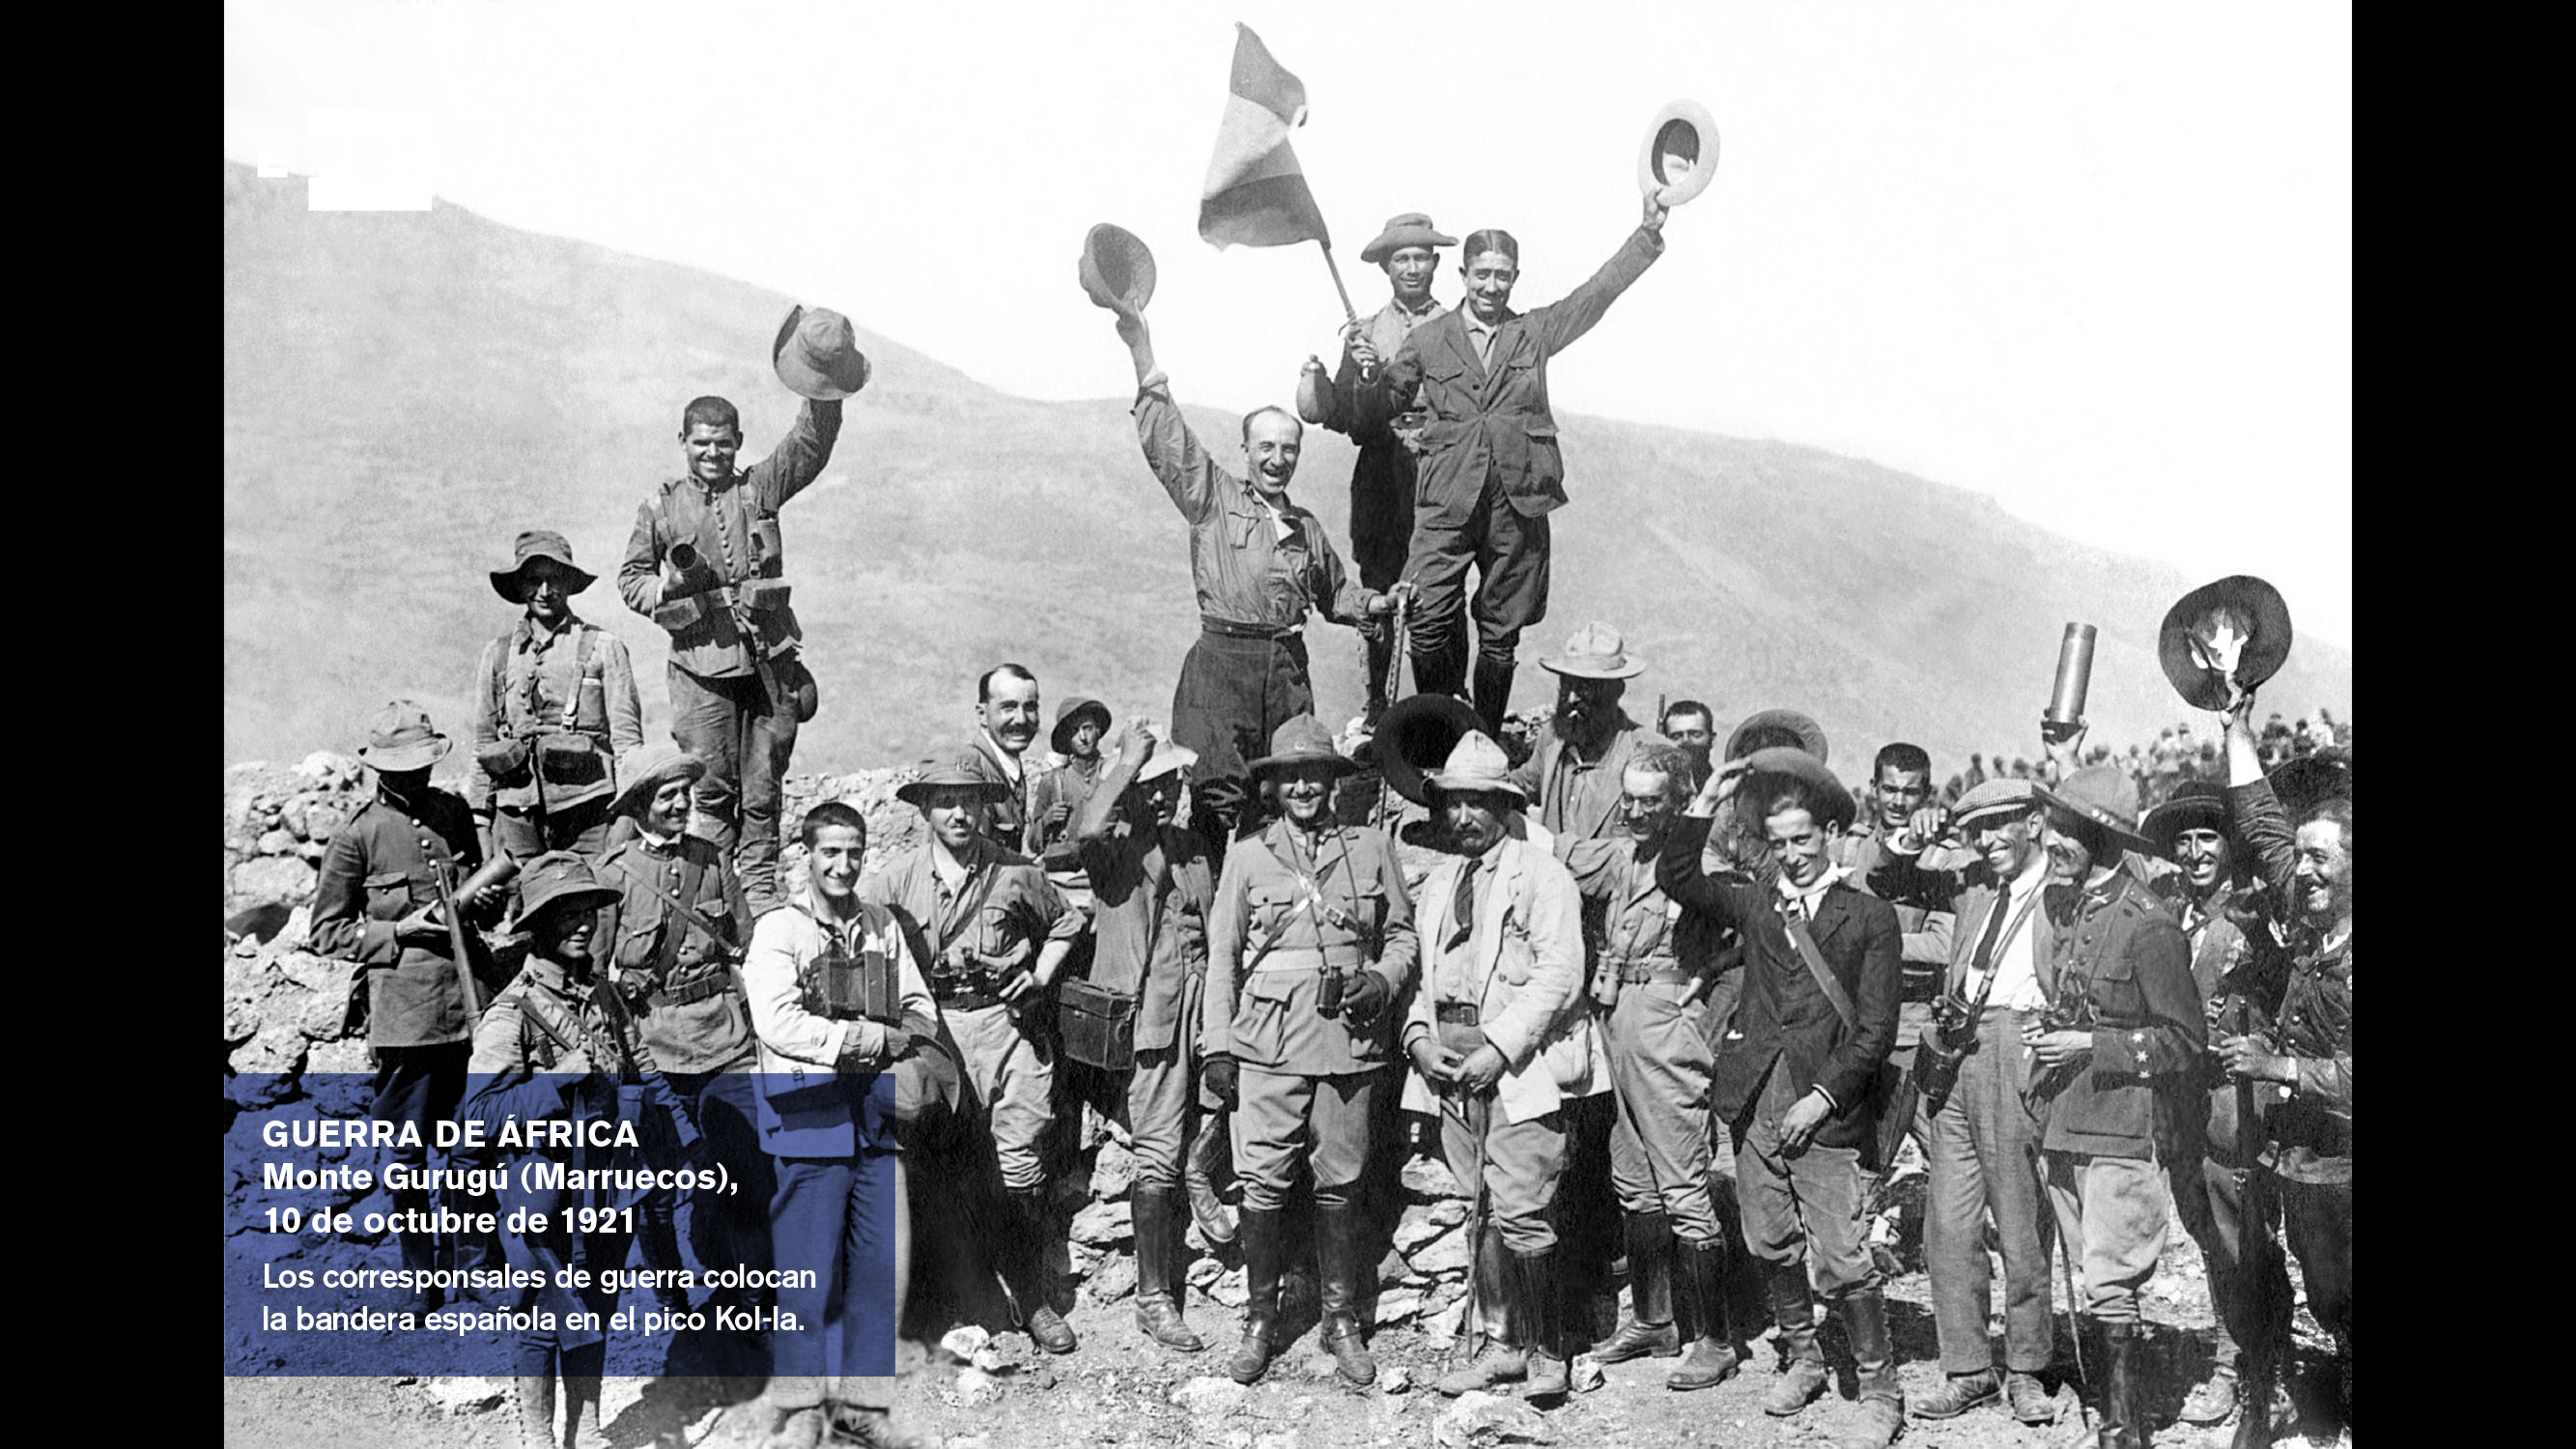 GUERRA DE ÁFRICA
Monte Gurugú (Marruecos),
10 de octubre de 1921
Los corresponsales de guerra colocan
la bandera española en el pico Kol-la.